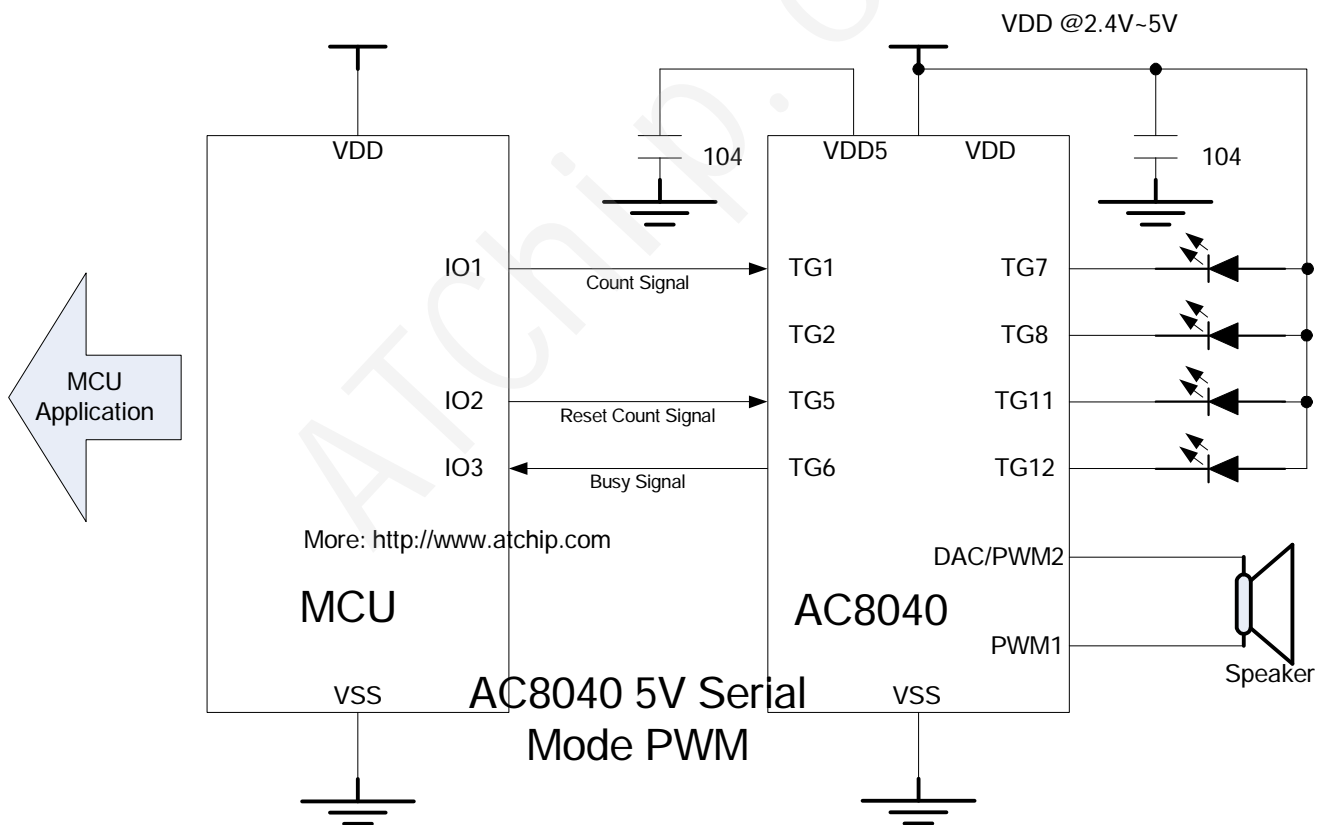 VDD @2.4V~5V
VDD
104
VDD5
VDD
104
IO1
Count Signal
TG1
TG7
TG2
TG8
MCU
Application
IO2
Reset Count Signal
TG5
TG11
IO3
Busy Signal
TG6
TG12
More: http://www.atchip.com
DAC/PWM2
MCU
AC8040
PWM1
Speaker
VSS
AC8040 5V Serial
Mode PWM
VSS
ATChip.